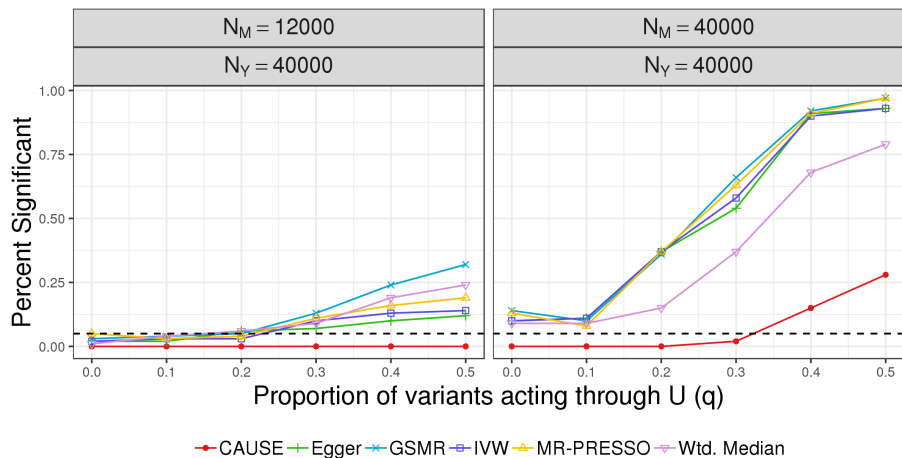 N_M = 12000
N_M = 40000
N_Y = 40000
N_Y = 40000
Percent Significant
1.00
0.75
0.50
0.25
0.00
0.0 0.1 0.2 0.3 0.4 0.5
0.0 0.1 0.2 0.3 0.4 0.5
Proportion of variants acting through U (q)
CAUSE Egger GSMR IVW MR-PRESSO Wtd. Median